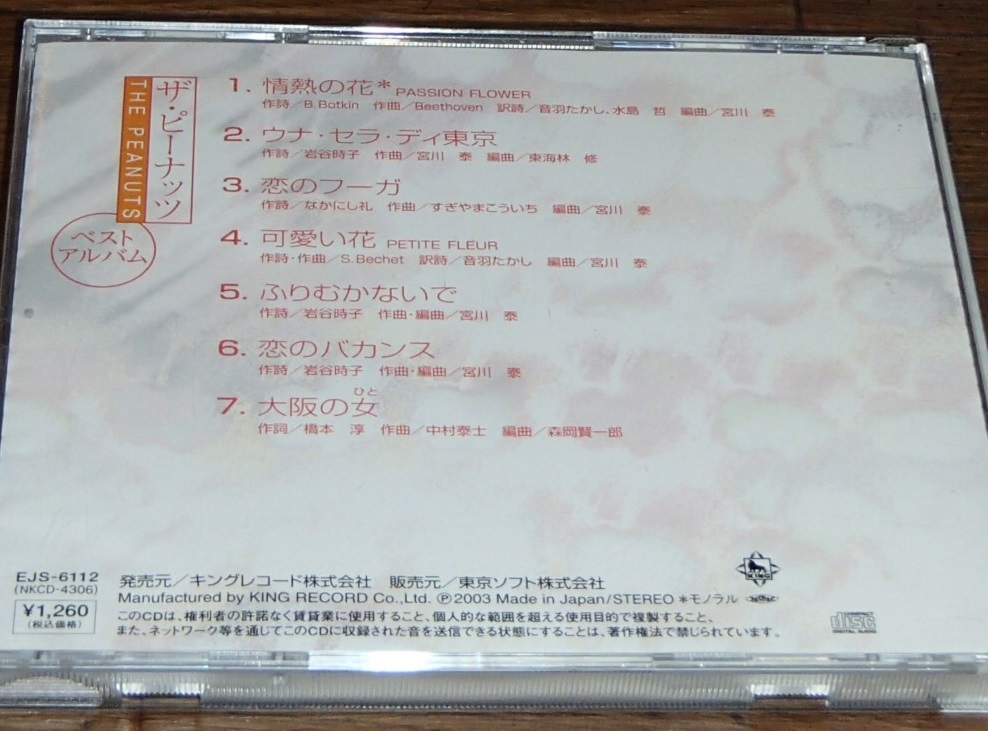 ザ・ピーナッツ
THE PEANUTS
ベスト
アルバム
1. 情熱の花* PASSION FLOWER
作詩/B.Botkin 作曲/Beethoven 訳詩/音羽たかし、水島 哲 編曲/宮川 泰
2. ウナ・セラ・ディ東京
作詩/岩谷時子 作曲/宮川 泰 編曲/東海林 修
3. 恋のフーガ
作詩/なかにし礼 作曲/すぎやまこういち 編曲/宮川 泰
4. 可愛い花 PETITE FLEUR
作詩・作曲/S.Bechet 訳詩/音羽たかし 編曲/宮川 泰
5. ふりむかないで
作詩/岩谷時子 作曲・編曲/宮川 泰
6. 恋のバカンス
作詩/岩谷時子 作曲・編曲/宮川 泰
ひと
7. 大阪の女
作詞/橋本 淳 作曲/中村泰士 編曲/森岡賢一郎
EJS-6112
(NKCD-4306)
¥1,260
(税込価格)
発売元/キングレコード株式会社 販売元/東京ソフト株式会社
Manufactured by KING RECORD Co.,Ltd. ℗2003 Made in Japan/STEREO *モノラル
このCDは、権利者の許諾なく賃貸業に使用すること、個人的な範囲を超える使用目的で複製すること、
また、ネットワーク等を通じてこのCDに収録された音を送信できる状態にすることは、著作権法で禁じられています。
KING
disc
DIGITAL AUDIO